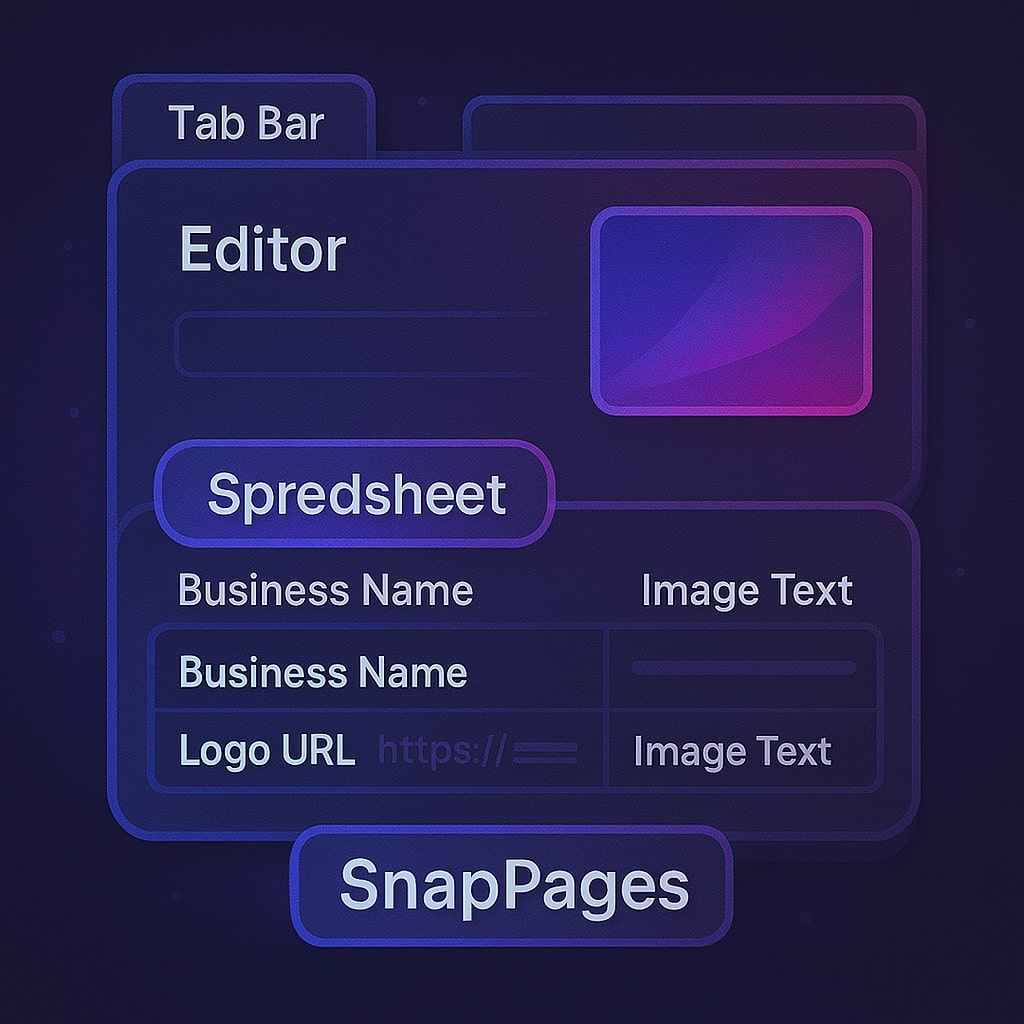 Tab Bar
Editor
Spredsheet
Business Name Image Text
Business Name
Logo URL https:// Image Text
SnapPages